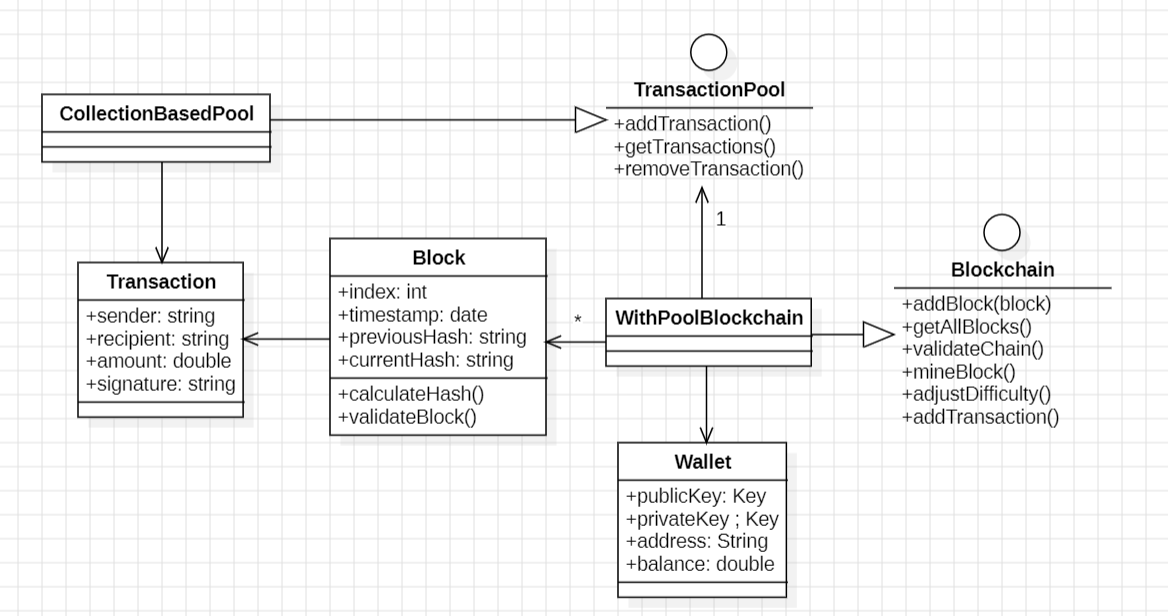 CollectionBasedPool
TransactionPool
+addTransaction()
+getTransactions()
+removeTransaction()
1
Transaction
+sender: string
+recipient: string
+amount: double
+signature: string
Block
+index: int
+timestamp: date
+previousHash: string
+currentHash: string
+calculateHash()
+validateBlock()
*
WithPoolBlockchain
Blockchain
+addBlock(block)
+getAllBlocks()
+validateChain()
+mineBlock()
+adjustDifficulty()
+addTransaction()
Wallet
+publicKey: Key
+privateKey ; Key
+address: String
+balance: double